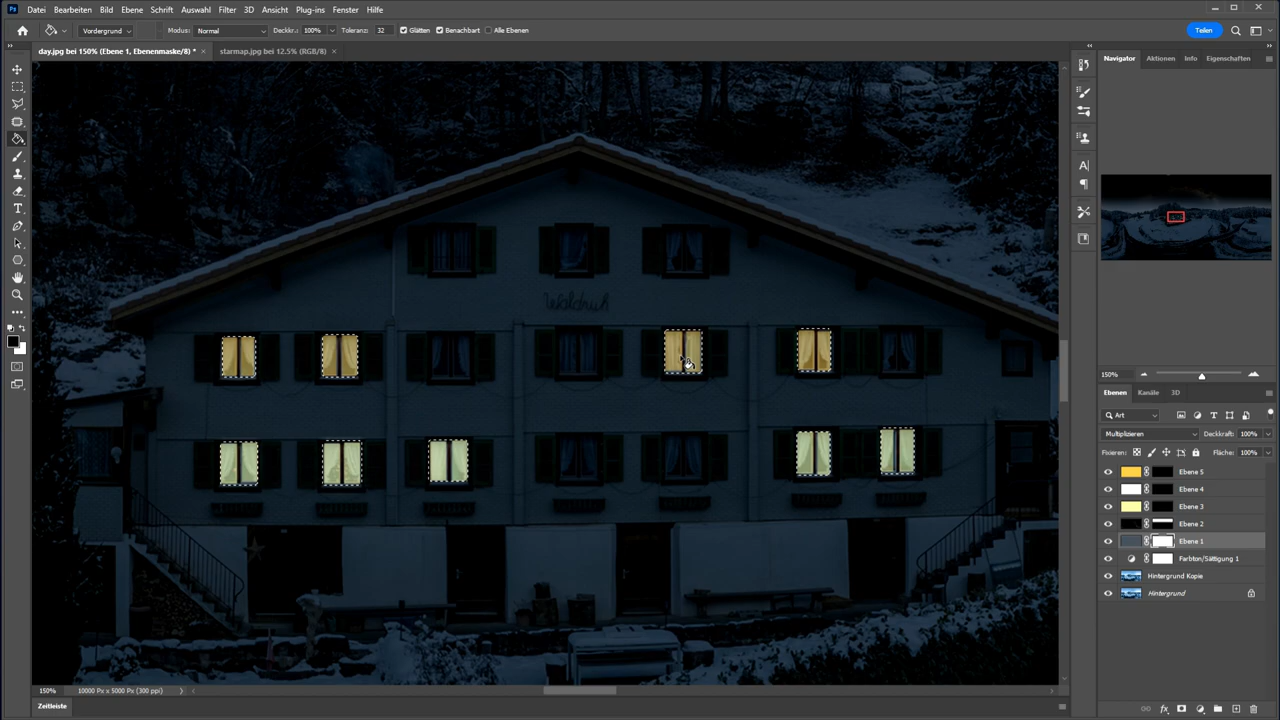 Ps Datei Bearbeiten Bild Ebene Schrift Auswahl Filter 3D Ansicht Plug-ins Fenster Hilfe
Vordergrund Modus: Normal Deckkr.: 100% Toleranz: 32 Glätten Benachbart Alle Ebenen Teilen
day.jpg bei 150% (Ebene 1, Ebenenmaske/8) * × starmap.jpg bei 12.5% (RGB/8) ×
Navigator Aktionen Info Eigenschaften
Waldruh
150%
Ebenen Kanäle 3D
Art
Multiplizieren Deckkraft: 100%
Fixieren: Fläche: 100%
Ebene 5
Ebene 4
Ebene 3
Ebene 2
Ebene 1
Farbton/Sättigung 1
Hintergrund Kopie
Hintergrund
150% 10000 Px x 5000 Px (300 ppi)
Zeitleiste